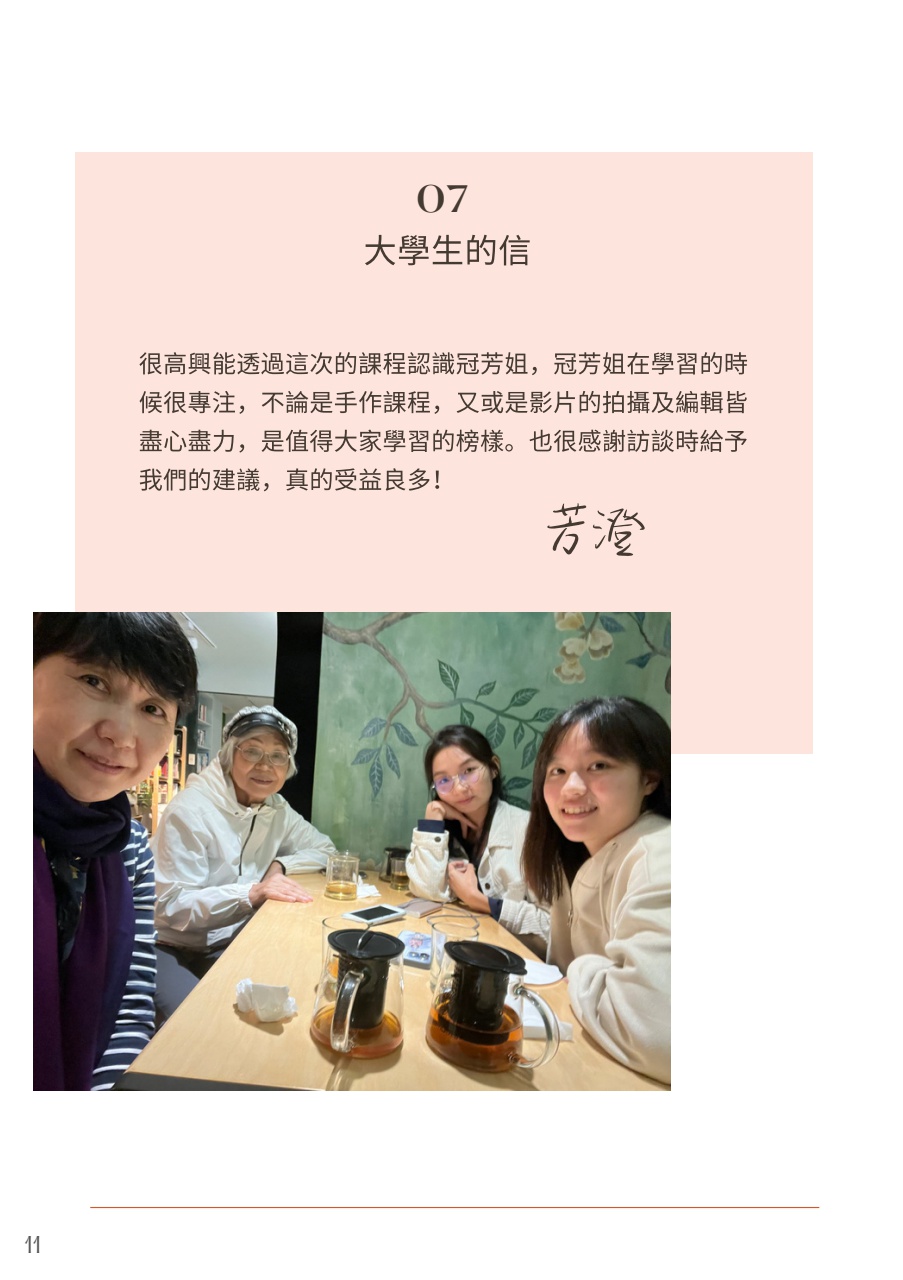 07
大學生的信
很高興能透過這次的課程認識冠芳姐，冠芳姐在學習的時
候很專注，不論是手作課程，又或是影片的拍攝及編輯皆
盡心盡力，是值得大家學習的榜樣。也很感謝訪談時給予
我們的建議，真的受益良多！
芳澄
11